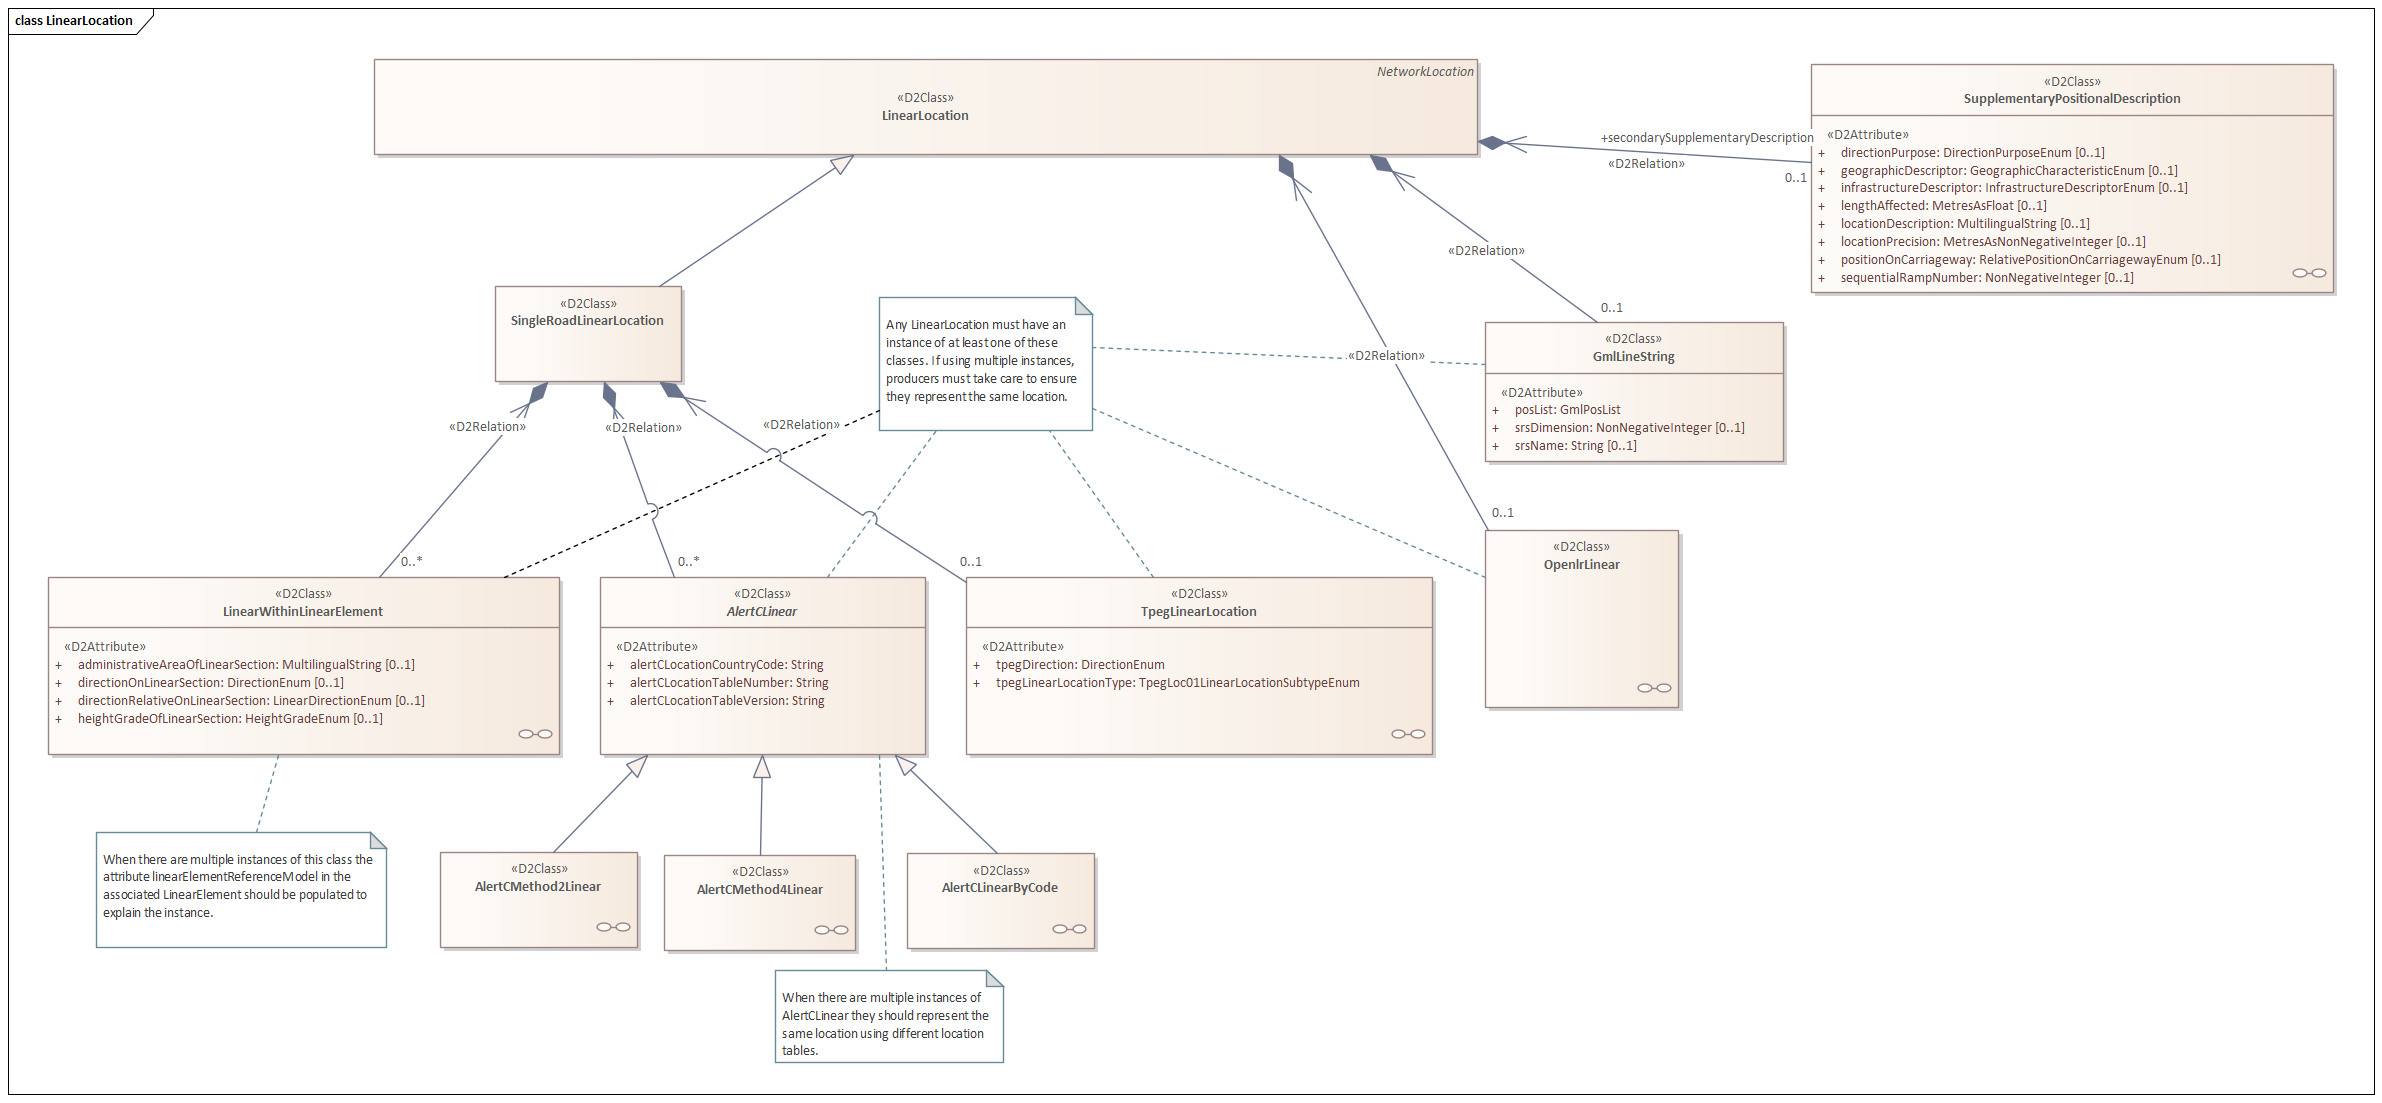 class LinearLocation
NetworkLocation
«D2Class»
LinearLocation
«D2Class»
SupplementaryPositionalDescription
«D2Attribute»
+ directionPurpose: DirectionPurposeEnum [0..1]
+ geographicDescriptor: GeographicCharacteristicEnum [0..1]
+ infrastructureDescriptor: InfrastructureDescriptorEnum [0..1]
+ lengthAffected: MetresAsFloat [0..1]
+ locationDescription: MultilingualString [0..1]
+ locationPrecision: MetresAsNonNegativeInteger [0..1]
+ positionOnCarriageway: RelativePositionOnCarriagewayEnum [0..1]
+ sequentialRampNumber: NonNegativeInteger [0..1]
+secondarySupplementaryDescription
«D2Relation»
0..1
«D2Relation»
0..1
«D2Class»
SingleRoadLinearLocation
Any LinearLocation must have an
instance of at least one of these
classes. If using multiple instances,
producers must take care to ensure
they represent the same location.
«D2Relation»
«D2Class»
GmlLineString
«D2Attribute»
+ posList: GmlPosList
+ srsDimension: NonNegativeInteger [0..1]
+ srsName: String [0..1]
«D2Relation»
«D2Relation»
«D2Relation»
0..1
0..*
0..*
0..1
«D2Class»
OpenlrLinear
«D2Class»
LinearWithinLinearElement
«D2Attribute»
+ administrativeAreaOfLinearSection: MultilingualString [0..1]
+ directionOnLinearSection: DirectionEnum [0..1]
+ directionRelativeOnLinearSection: LinearDirectionEnum [0..1]
+ heightGradeOfLinearSection: HeightGradeEnum [0..1]
«D2Class»
AlertCLinear
«D2Attribute»
+ alertCLocationCountryCode: String
+ alertCLocationTableNumber: String
+ alertCLocationTableVersion: String
«D2Class»
TpegLinearLocation
«D2Attribute»
+ tpegDirection: DirectionEnum
+ tpegLinearLocationType: TpegLoc01LinearLocationSubtypeEnum
When there are multiple instances of this class the
attribute linearElementReferenceModel in the
associated LinearElement should be populated to
explain the instance.
«D2Class»
AlertCMethod2Linear
«D2Class»
AlertCMethod4Linear
«D2Class»
AlertCLinearByCode
When there are multiple instances of
AlertCLinear they should represent the
same location using different location
tables.